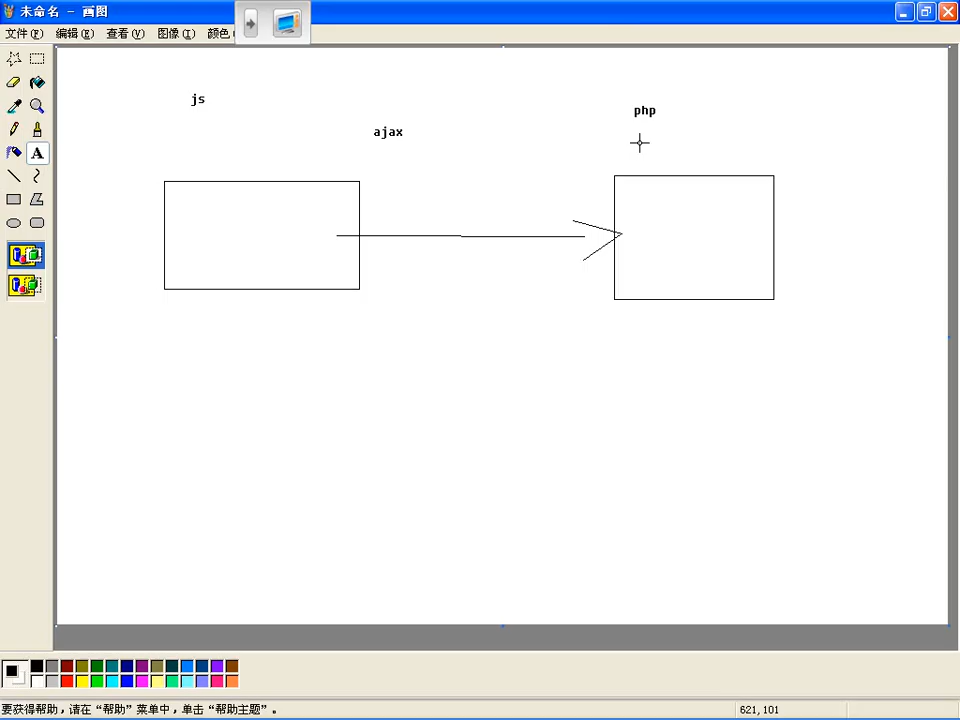 未命名 - 画图
文件(F) 编辑(E) 查看(V) 图像(I) 颜色
js
php
ajax
A
要获得帮助，请在“帮助”菜单中，单击“帮助主题”。
621,101